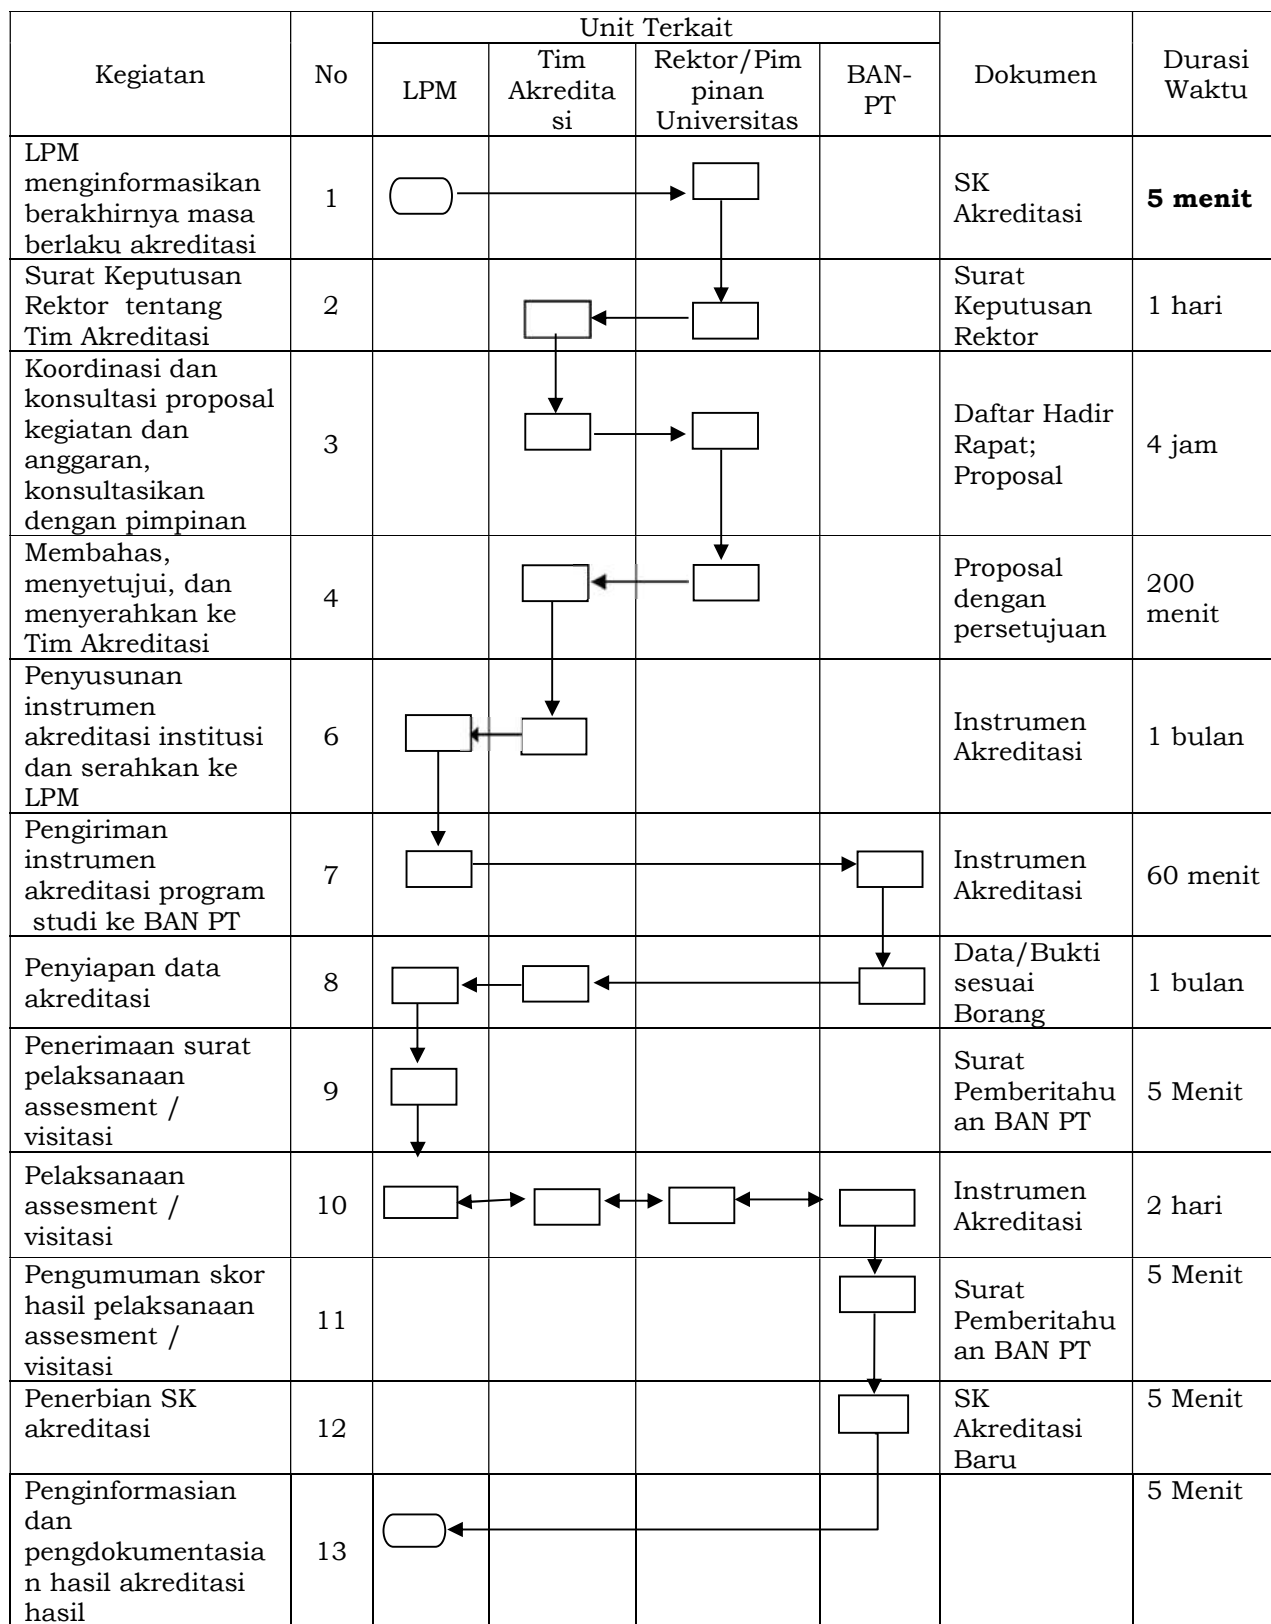 Unit Terkait
Kegiatan
No
LPM
Tim
Akredita
si
Rektor/Pim
pinan
Universitas
BAN-
PT
Dokumen
Durasi
Waktu
LPM
menginformasikan
berakhirnya masa
berlaku akreditasi
1
SK
Akreditasi
5 menit
Surat Keputusan
Rektor tentang
Tim Akreditasi
2
Surat
Keputusan
Rektor
1 hari
Koordinasi dan
konsultasi proposal
kegiatan dan
anggaran,
konsultasikan
dengan pimpinan
3
Daftar Hadir
Rapat;
Proposal
4 jam
Membahas,
menyetujui, dan
menyerahkan ke
Tim Akreditasi
4
Proposal
dengan
persetujuan
200
menit
Penyusunan
instrumen
akreditasi institusi
dan serahkan ke
LPM
6
Instrumen
Akreditasi
1 bulan
Pengiriman
instrumen
akreditasi program
studi ke BAN PT
7
Instrumen
Akreditasi
60 menit
Penyiapan data
akreditasi
8
Data/Bukti
sesuai
Borang
1 bulan
Penerimaan surat
pelaksanaan
assesment /
visitasi
9
Surat
Pemberitahu
an BAN PT
5 Menit
Pelaksanaan
assesment /
visitasi
10
Instrumen
Akreditasi
2 hari
Pengumuman skor
hasil pelaksanaan
assesment /
visitasi
11
Surat
Pemberitahu
an BAN PT
5 Menit
Penerbian SK
akreditasi
12
SK
Akreditasi
Baru
5 Menit
Penginformasian
dan
pengdokumentasia
n hasil akreditasi
hasil
13
5 Menit